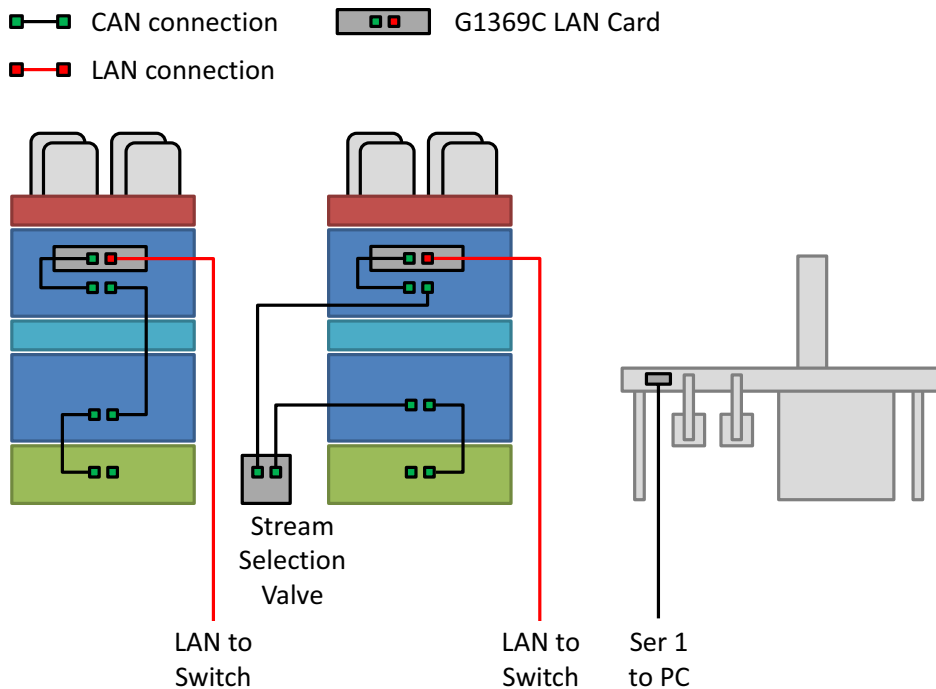 CAN connection
G1369C LAN Card
LAN connection
Stream
Selection
Valve
LAN to
Switch
LAN to
Switch
Ser 1
to PC